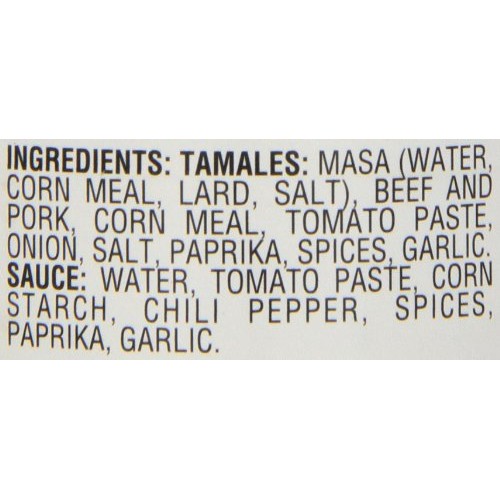 INGREDIENTS: TAMALES: MASA (WATER,
CORN MEAL, LARD, SALT), BEEF AND
PORK, CORN MEAL, TOMATO PASTE,
ONION, SALT, PAPRIKA, SPICES, GARLIC.
SAUCE: WATER, TOMATO PASTE, CORN
STARCH, CHILI PEPPER, SPICES,
PAPRIKA, GARLIC.